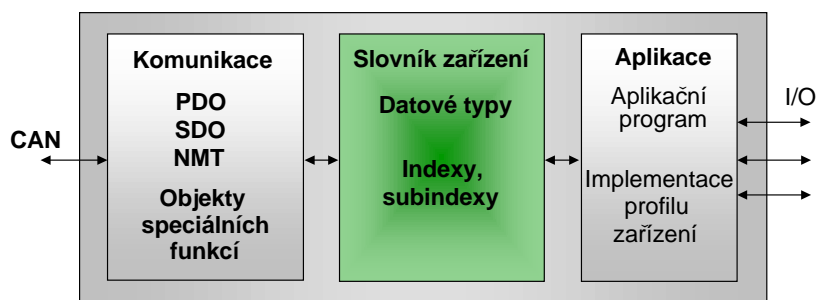 CAN
Komunikace
PDO
SDO
NMT
Objekty
speciálních
funkcí
Slovník zařízení
Datové typy
Indexy,
subindexy
Aplikace
Aplikační
program
Implementace
profilu
zařízení
I/O